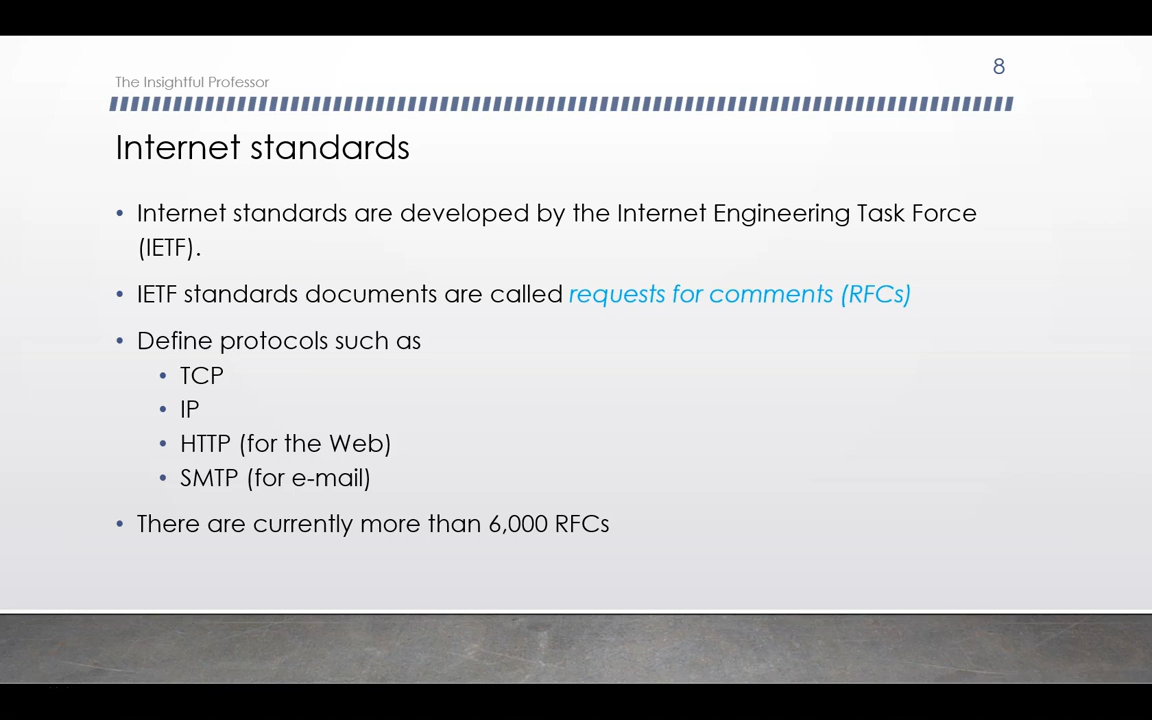 8
The Insightful Professor
Internet standards
• Internet standards are developed by the Internet Engineering Task Force
(IETF).
• IETF standards documents are called requests for comments (RFCs)
• Define protocols such as
• TCP
• IP
• HTTP (for the Web)
• SMTP (for e-mail)
• There are currently more than 6,000 RFCs